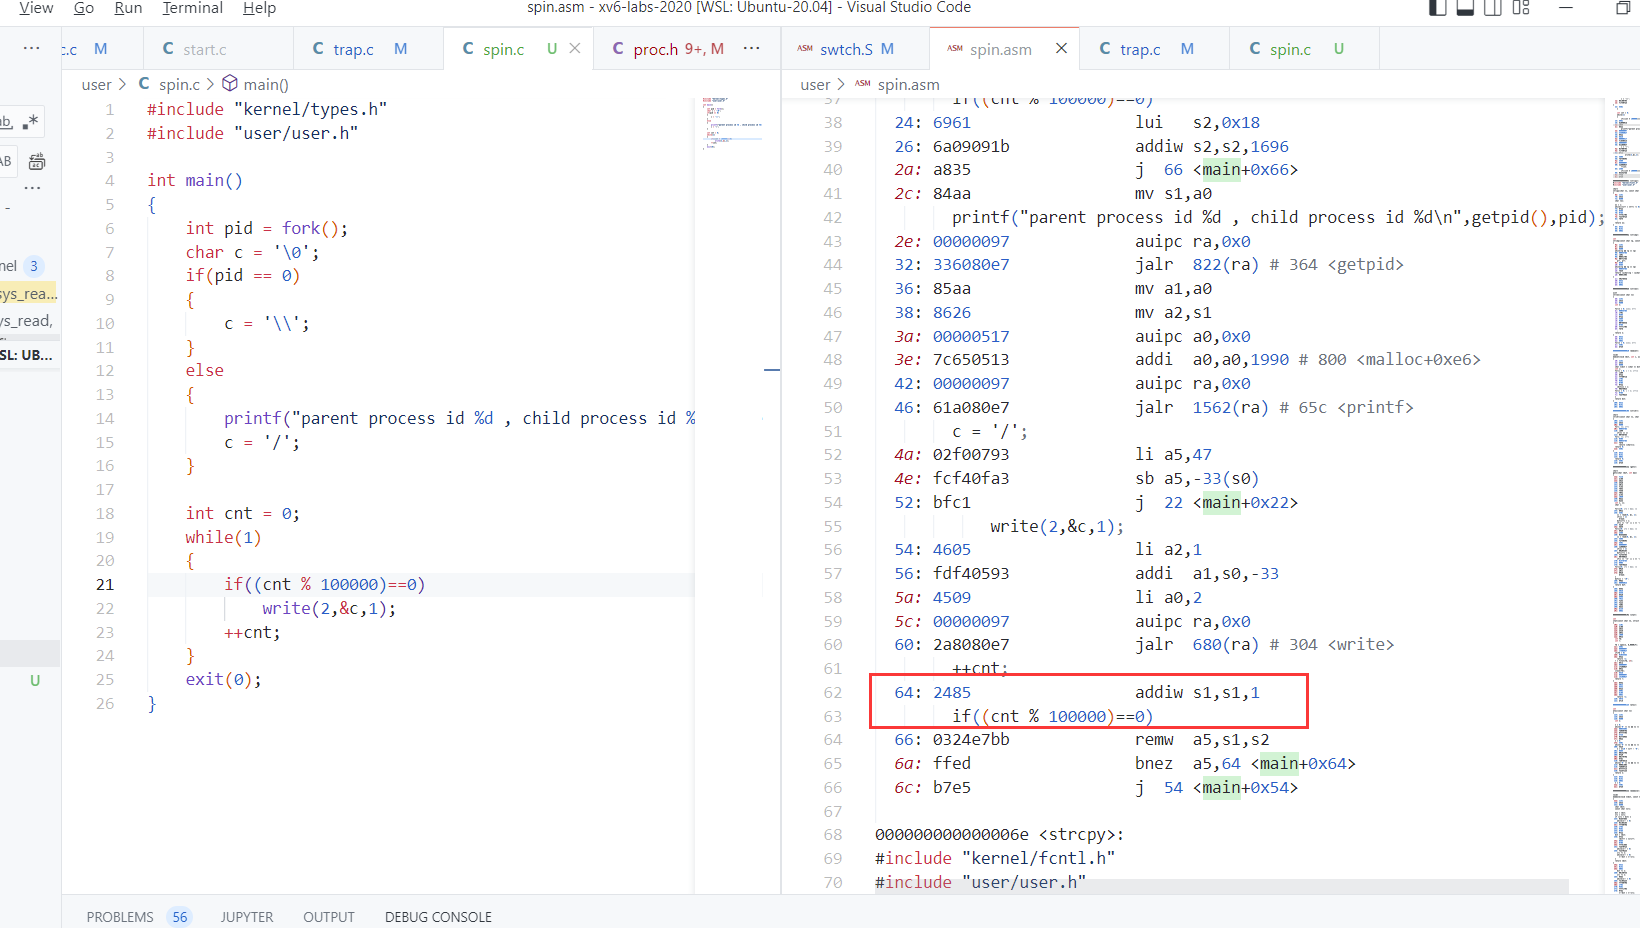 View Go Run Terminal Help spin.asm - xv6-labs-2020 [WSL: Ubuntu-20.04] - Visual Studio Code
··· c.c M C start.c C trap.c M C spin.c U C proc.h 9+, M ··· ASM swtch.S M ASM spin.asm C trap.c M C spin.c U
user > C spin.c > main()
user > ASM spin.asm
ab, .*
AB
···
nel 3
sys_rea...
ys_read,
SL: UB...
U
1 #include "kernel/types.h"
2 #include "user/user.h"
3
4 int main()
5 {
6 int pid = fork();
7 char c = '\0';
8 if(pid == 0)
9 {
10 c = '\\';
11 }
12 else
13 {
14 printf("parent process id %d , child process id %
15 c = '/';
16 }
17
18 int cnt = 0;
19 while(1)
20 {
21 if((cnt % 100000)==0)
22 write(2,&c,1);
23 ++cnt;
24 }
25 exit(0);
26 }
37 if((cnt % 100000)==0)
38 24: 6961 lui s2,0x18
39 26: 6a09091b addiw s2,s2,1696
40 2a: a835 j 66 <main+0x66>
41 2c: 84aa mv s1,a0
42 printf("parent process id %d , child process id %d\n",getpid(),pid);
43 2e: 00000097 auipc ra,0x0
44 32: 336080e7 jalr 822(ra) # 364 <getpid>
45 36: 85aa mv a1,a0
46 38: 8626 mv a2,s1
47 3a: 00000517 auipc a0,0x0
48 3e: 7c650513 addi a0,a0,1990 # 800 <malloc+0xe6>
49 42: 00000097 auipc ra,0x0
50 46: 61a080e7 jalr 1562(ra) # 65c <printf>
51 c = '/';
52 4a: 02f00793 li a5,47
53 4e: fcf40fa3 sb a5,-33(s0)
54 52: bfc1 j 22 <main+0x22>
55 write(2,&c,1);
56 54: 4605 li a2,1
57 56: fdf40593 addi a1,s0,-33
58 5a: 4509 li a0,2
59 5c: 00000097 auipc ra,0x0
60 60: 2a8080e7 jalr 680(ra) # 304 <write>
61 ++cnt;
62 64: 2485 addiw s1,s1,1
63 if((cnt % 100000)==0)
64 66: 0324e7bb remw a5,s1,s2
65 6a: ffed bnez a5,64 <main+0x64>
66 6c: b7e5 j 54 <main+0x54>
67
68 000000000000006e <strcpy>:
69 #include "kernel/fcntl.h"
70 #include "user/user.h"
PROBLEMS 56 JUPYTER OUTPUT DEBUG CONSOLE